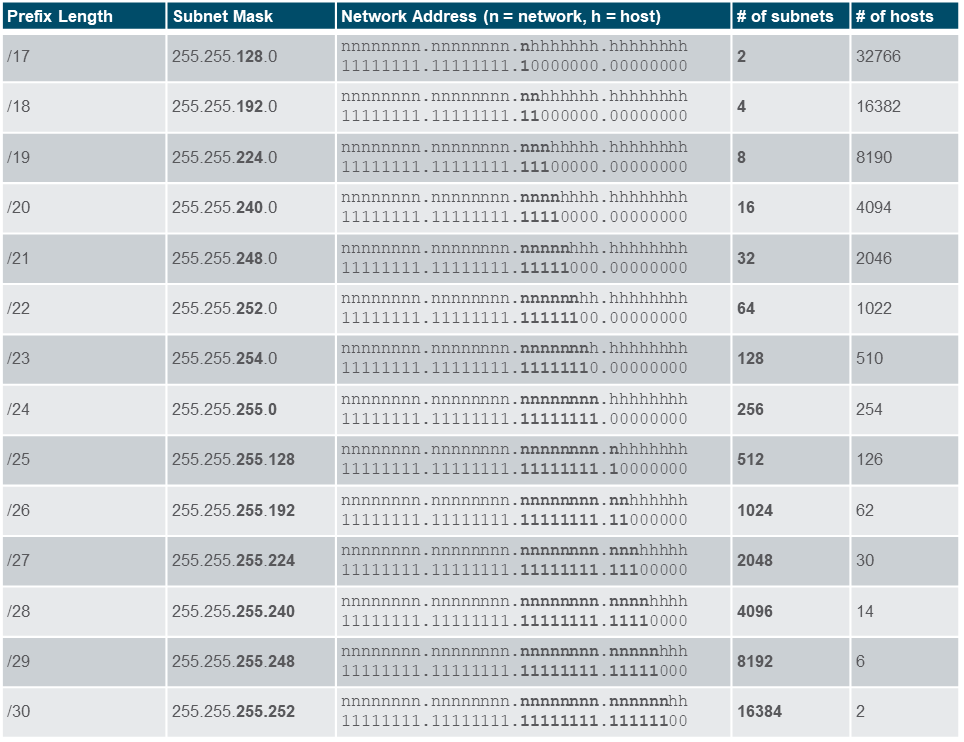 Prefix Length Subnet Mask Network Address (n = network, h = host) # of subnets # of hosts
/17 255.255.128.0 nnnnnnnn.nnnnnnnn.nhhhhhhh.hhhhhhhh 2 32766
11111111.11111111.10000000.00000000
/18 255.255.192.0 nnnnnnnn.nnnnnnnn.nnhhhhhh.hhhhhhhh 4 16382
11111111.11111111.11000000.00000000
/19 255.255.224.0 nnnnnnnn.nnnnnnnn.nnnhhhhh.hhhhhhhh 8 8190
11111111.11111111.11100000.00000000
/20 255.255.240.0 nnnnnnnn.nnnnnnnn.nnnnhhhh.hhhhhhhh 16 4094
11111111.11111111.11110000.00000000
/21 255.255.248.0 nnnnnnnn.nnnnnnnn.nnnnnhhh.hhhhhhhh 32 2046
11111111.11111111.11111000.00000000
/22 255.255.252.0 nnnnnnnn.nnnnnnnn.nnnnnnhh.hhhhhhhh 64 1022
11111111.11111111.11111100.00000000
/23 255.255.254.0 nnnnnnnn.nnnnnnnn.nnnnnnnh.hhhhhhhh 128 510
11111111.11111111.11111110.00000000
/24 255.255.255.0 nnnnnnnn.nnnnnnnn.nnnnnnnn.hhhhhhhh 256 254
11111111.11111111.11111111.00000000
/25 255.255.255.128 nnnnnnnn.nnnnnnnn.nnnnnnnn.nhhhhhhh 512 126
11111111.11111111.11111111.10000000
/26 255.255.255.192 nnnnnnnn.nnnnnnnn.nnnnnnnn.nnhhhhhh 1024 62
11111111.11111111.11111111.11000000
/27 255.255.255.224 nnnnnnnn.nnnnnnnn.nnnnnnnn.nnnhhhhh 2048 30
11111111.11111111.11111111.11100000
/28 255.255.255.240 nnnnnnnn.nnnnnnnn.nnnnnnnn.nnnnhhhh 4096 14
11111111.11111111.11111111.11110000
/29 255.255.255.248 nnnnnnnn.nnnnnnnn.nnnnnnnn.nnnnnhhh 8192 6
11111111.11111111.11111111.11111000
/30 255.255.255.252 nnnnnnnn.nnnnnnnn.nnnnnnnn.nnnnnnhh 16384 2
11111111.11111111.11111111.11111100